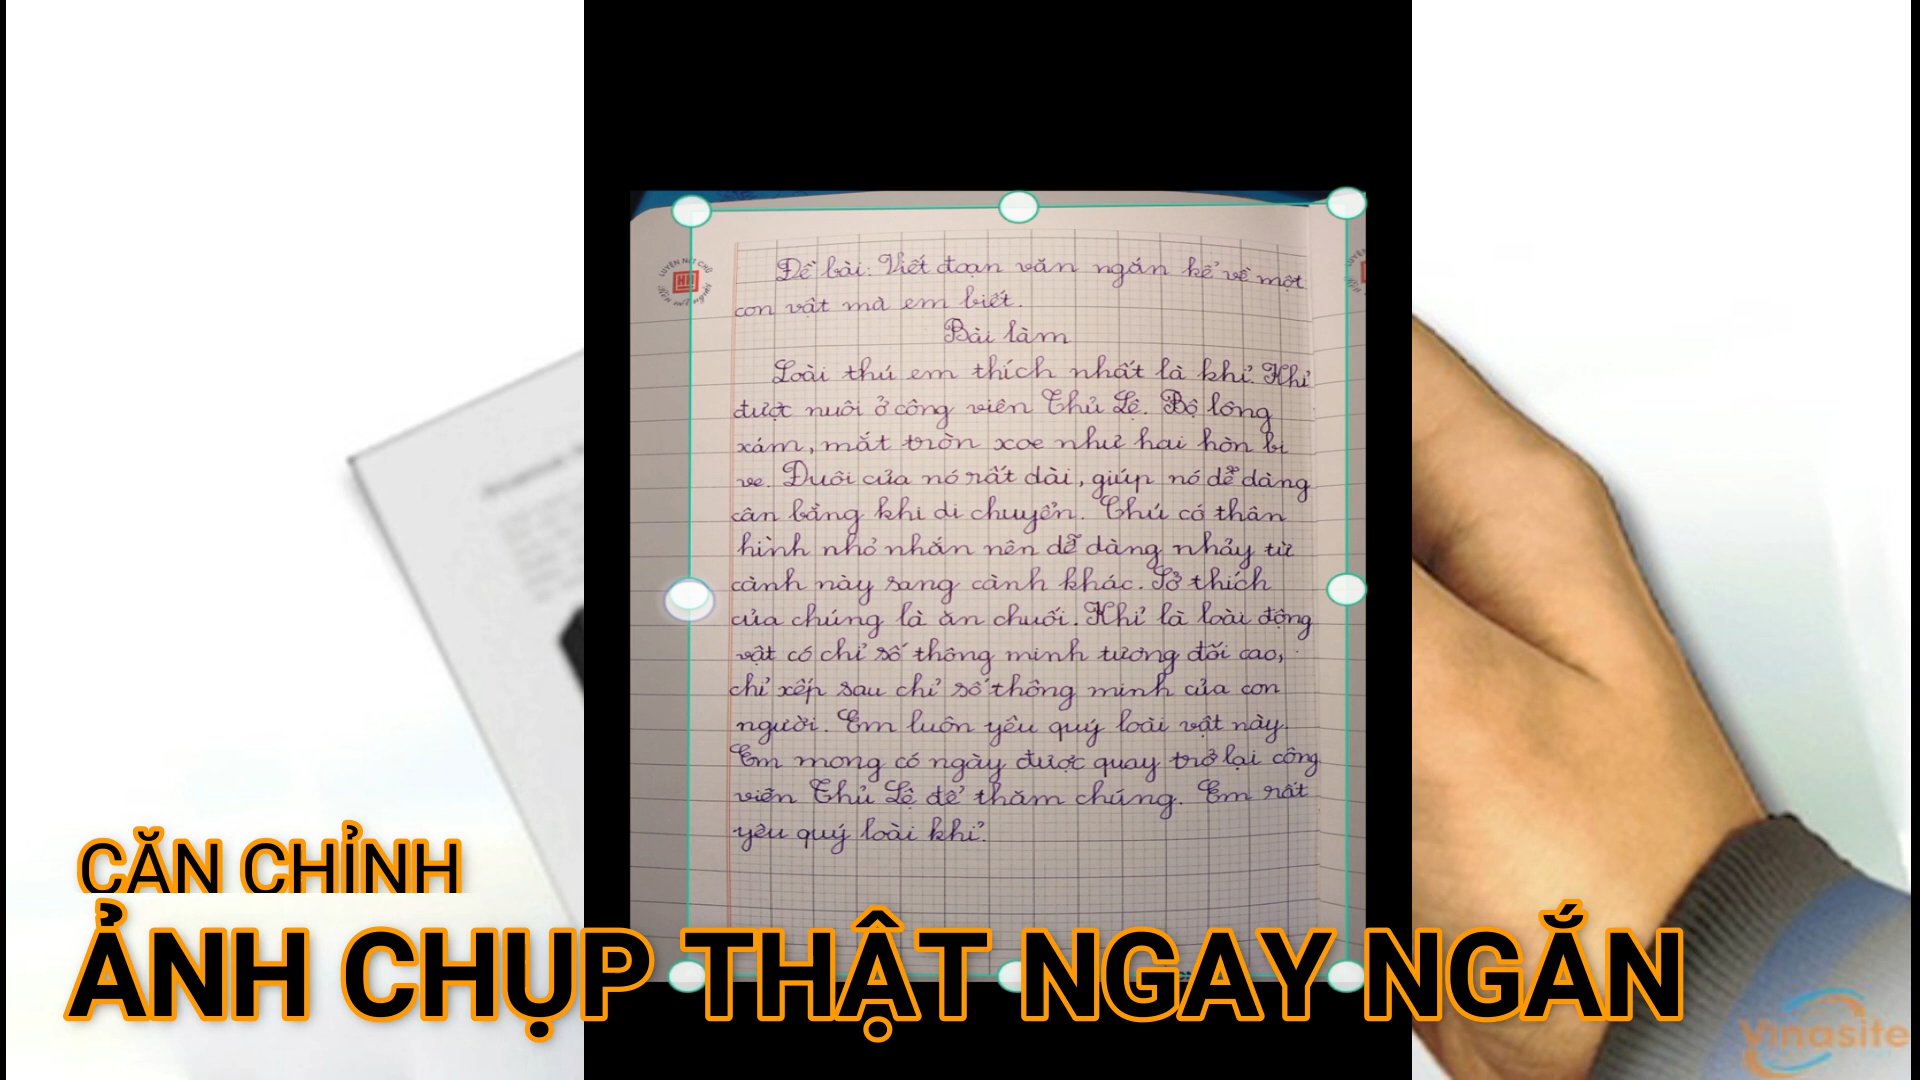 LUYỆN NÉT CHỮ
Rèn nết người
HH
Đề bài: Viết đoạn văn ngắn kể về một
con vật mà em biết.
Bài làm
Loài thú em thích nhất là khỉ. Khỉ
được nuôi ở công viên Thủ Lệ. Bộ lông
xám, mắt tròn xoe như hai hòn bi
ve. Đuôi của nó rất dài, giúp nó dễ dàng
cân bằng khi di chuyển. Chú có thân
hình nhỏ nhắn nên dễ dàng nhảy từ
cành này sang cành khác. Sở thích
của chúng là ăn chuối. Khỉ là loài động
vật có chỉ số thông minh tương đối cao,
chỉ xếp sau chỉ số thông minh của con
người. Em luôn yêu quý loài vật này.
Em mong có ngày được quay trở lại công
viên Thủ Lệ để thăm chúng. Em rất
yêu quý loài khỉ.
CĂN CHỈNH
ẢNH CHỤP THẬT NGAY NGẮN
Vinasite